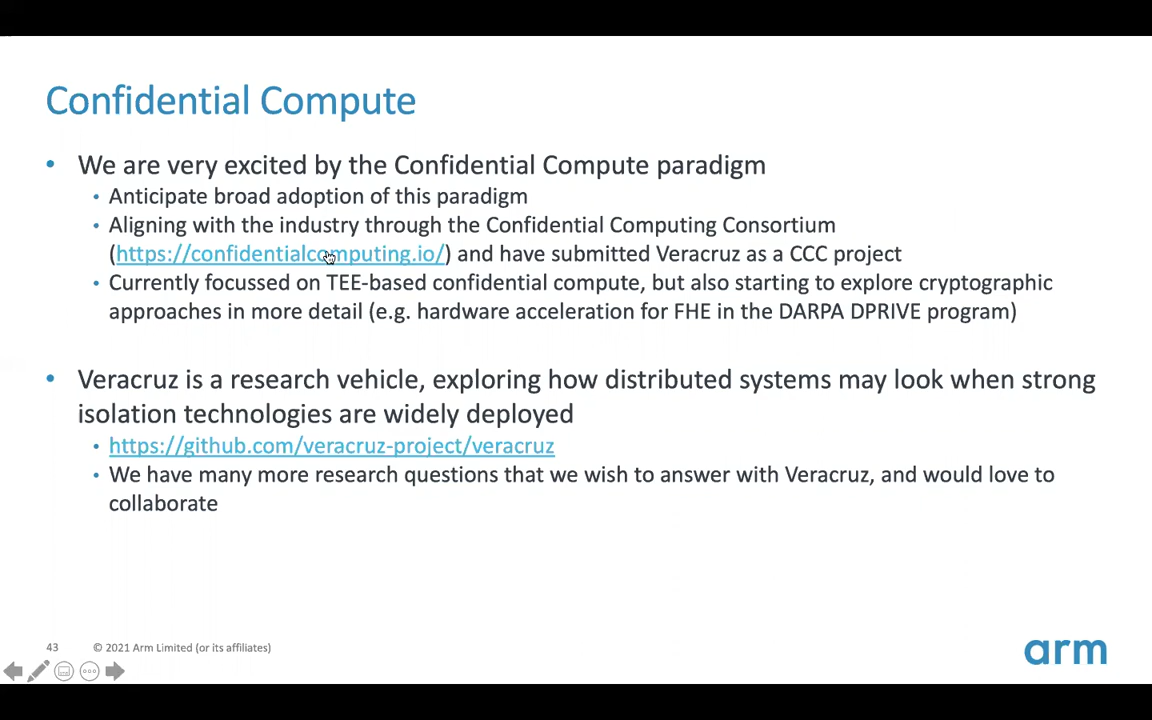 Confidential Compute
• We are very excited by the Confidential Compute paradigm
• Anticipate broad adoption of this paradigm
• Aligning with the industry through the Confidential Computing Consortium
(https://confidentialcomputing.io/) and have submitted Veracruz as a CCC project
• Currently focussed on TEE-based confidential compute, but also starting to explore cryptographic
approaches in more detail (e.g. hardware acceleration for FHE in the DARPA DPRIVE program)
• Veracruz is a research vehicle, exploring how distributed systems may look when strong
isolation technologies are widely deployed
• https://github.com/veracruz-project/veracruz
• We have many more research questions that we wish to answer with Veracruz, and would love to
collaborate
43 © 2021 Arm Limited (or its affiliates)
arm